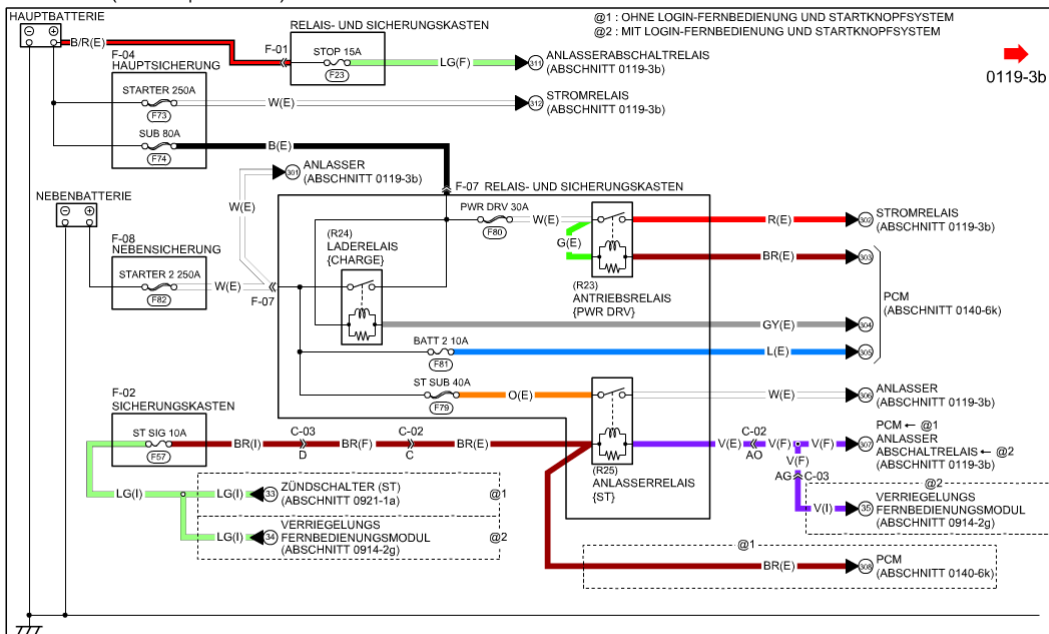 HAUPTBATTERIE
B/R(E)
F-01
RELAIS- UND SICHERUNGSKASTEN
STOP 15A
F23
LG(F)
311
ANLASSERABSCHALTRELAIS
(ABSCHNITT 0119-3b)
@1 : OHNE LOGIN-FERNBEDIENUNG UND STARTKNOPFSYSTEM
@2 : MIT LOGIN-FERNBEDIENUNG UND STARTKNOPFSYSTEM
0119-3b
F-04
HAUPTSICHERUNG
STARTER 250A
F73
W(E)
312
STROMRELAIS
(ABSCHNITT 0119-3b)
SUB 80A
F74
B(E)
301
ANLASSER
(ABSCHNITT 0119-3b)
W(E)
NEBENBATTERIE
F-08
NEBENSICHERUNG
STARTER 2 250A
F82
W(E)
F-07
F-07 RELAIS- UND SICHERUNGSKASTEN
PWR DRV 30A
F80
W(E)
G(E)
R(E)
302
STROMRELAIS
(ABSCHNITT 0119-3b)
(R24)
LADERELAIS
{CHARGE}
BR(E)
303
(R23)
ANTRIEBSRELAIS
{PWR DRV}
PCM
(ABSCHNITT 0140-6k)
GY(E)
304
BATT 2 10A
F81
L(E)
305
ST SUB 40A
F79
O(E)
W(E)
306
ANLASSER
(ABSCHNITT 0119-3b)
F-02
SICHERUNGSKASTEN
ST SIG 10A
F57
BR(I)
C-03
D
BR(F)
C-02
C
BR(E)
(R25)
ANLASSERRELAIS
{ST}
V(E)
C-02
AO
V(F)
V(F)
307
PCM ← @1
ANLASSER
ABSCHALTRELAIS ← @2
(ABSCHNITT 0119-3b)
V(F)
AG
C-03
@2
V(I)
35
VERRIEGELUNGS
FERNBEDIENUNGSMODUL
(ABSCHNITT 0914-2g)
LG(I)
LG(I)
33
ZÜNDSCHALTER (ST)
(ABSCHNITT 0921-1a)
@1
LG(I)
34
VERRIEGELUNGS
FERNBEDIENUNGSMODUL
(ABSCHNITT 0914-2g)
@2
@1
BR(E)
308
PCM
(ABSCHNITT 0140-6k)